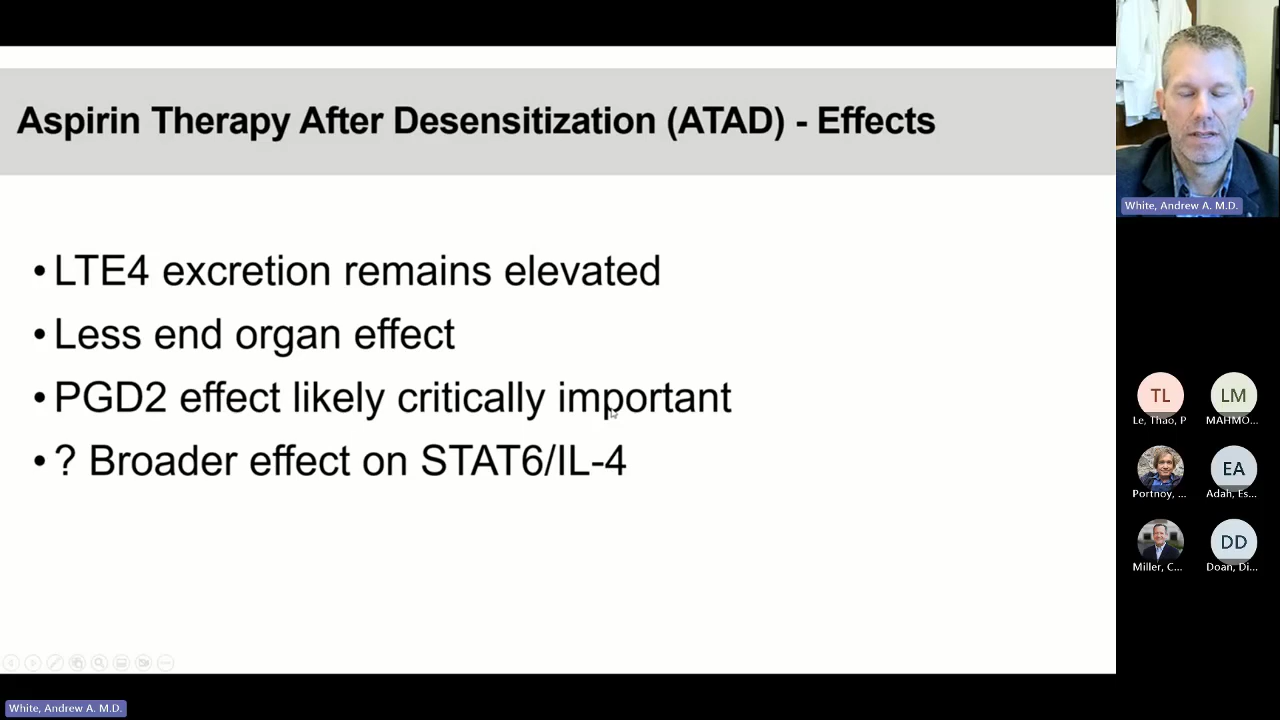 Aspirin Therapy After Desensitization (ATAD) - Effects
• LTE4 excretion remains elevated
• Less end organ effect
• PGD2 effect likely critically important
• ? Broader effect on STAT6/IL-4
White, Andrew A. M.D.
TL
Le, Thao, P
LM
MAHMO...
Portnoy, ...
EA
Adah, Es...
Miller, C...
DD
Doan, Di...
White, Andrew A. M.D.